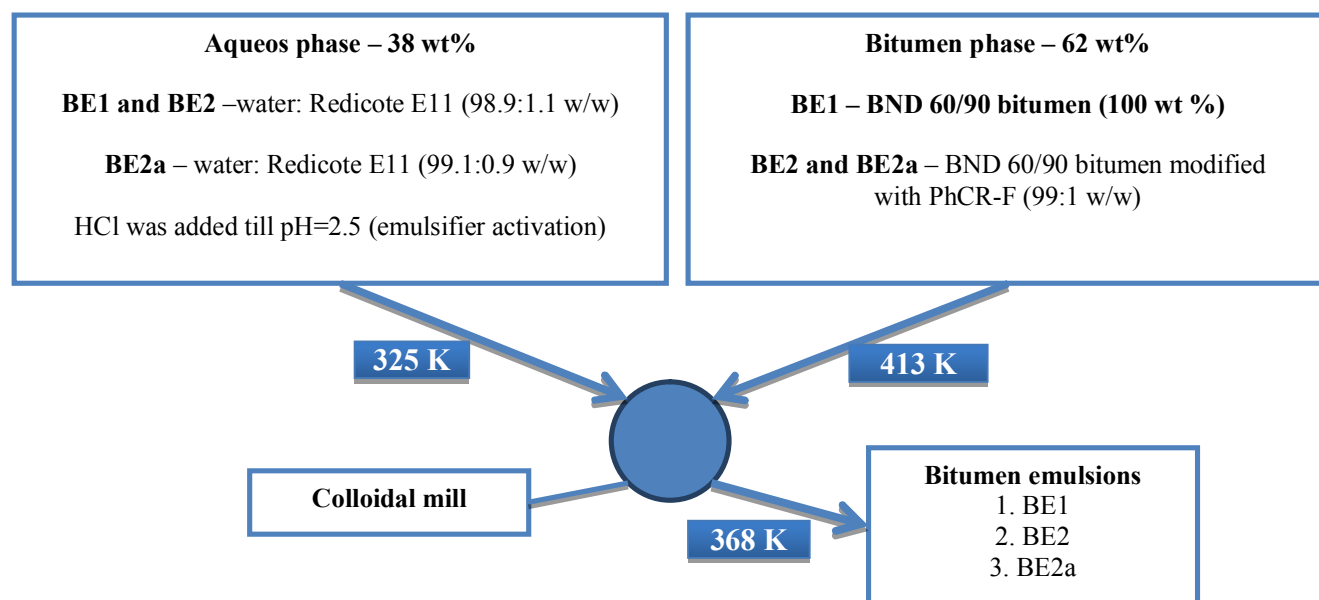 Aqueos phase – 38 wt%
BE1 and BE2 –water: Redicote E11 (98.9:1.1 w/w)
BE2a – water: Redicote E11 (99.1:0.9 w/w)
HCl was added till pH=2.5 (emulsifier activation)
Bitumen phase – 62 wt%
BE1 – BND 60/90 bitumen (100 wt %)
BE2 and BE2a – BND 60/90 bitumen modified
with PhCR-F (99:1 w/w)
325 K
413 K
Colloidal mill
368 K
Bitumen emulsions
1. BE1
2. BE2
3. BE2a